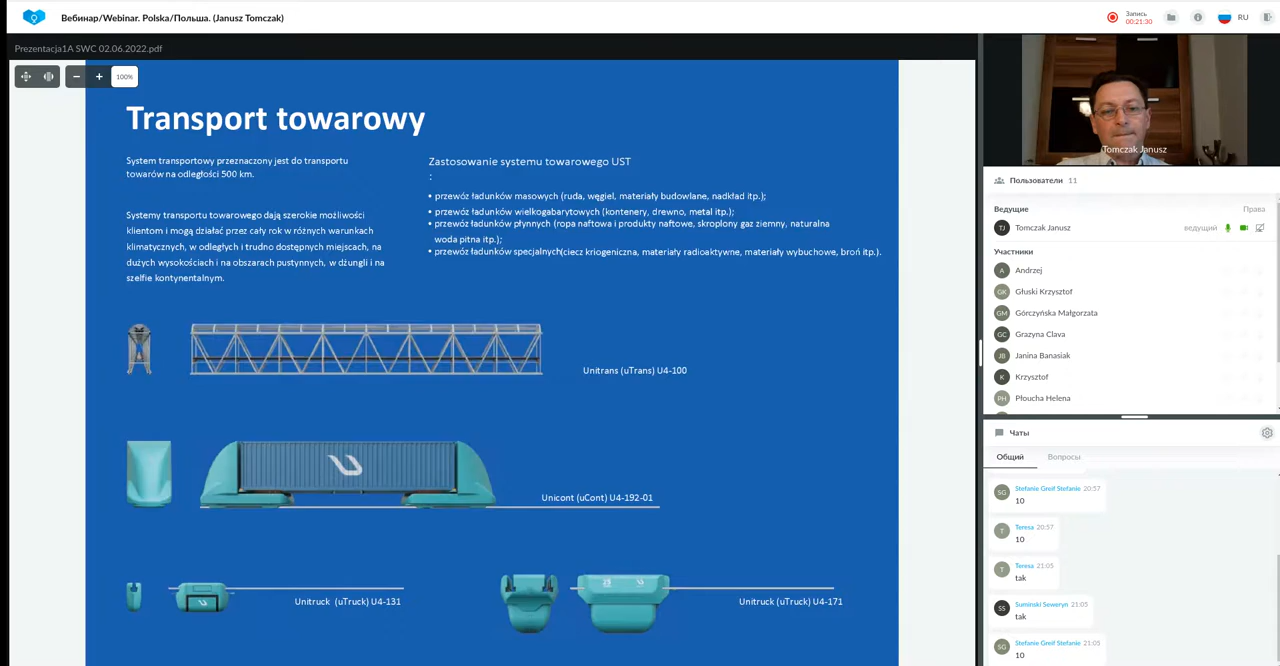 Вебинар/Webinar. Polska/Польша. (Janusz Tomczak)
Запись
00:21:30
RU
Prezentacja1A SWC 02.06.2022.pdf
100%
Transport towarowy
System transportowy przeznaczony jest do transportu
towarów na odległości 500 km.
Systemy transportu towarowego dają szerokie możliwości
klientom i mogą działać przez cały rok w różnych warunkach
klimatycznych, w odległych i trudno dostępnych miejscach, na
dużych wysokościach i na obszarach pustynnych, w dżungli i na
szelfie kontynentalnym.
Zastosowanie systemu towarowego UST
:
• przewóz ładunków masowych (ruda, węgiel, materiały budowlane, nadkład itp.);
• przewóz ładunków wielkogabarytowych (kontenery, drewno, metal itp.);
• przewóz ładunków płynnych (ropa naftowa i produkty naftowe, skroplony gaz ziemny, naturalna
woda pitna itp.);
• przewóz ładunków specjalnych(ciecz kriogeniczna, materiały radioaktywne, materiały wybuchowe, broń itp.).
Unitrans (uTrans) U4-100
Unicont (uCont) U4-192-01
Unitruck (uTruck) U4-131
Unitruck (uTruck) U4-171
Tomczak Janusz
Пользователи 11
Ведущие Права
TJ Tomczak Janusz ведущий
Участники
A Andrzej
GK Głuski Krzysztof
GM Górczyńska Małgorzata
GC Grazyna Clava
JB Janina Banasiak
K Krzysztof
PH Płoucha Helena
Чаты
Общий Вопросы
SG Stefanie Greif Stefanie 20:57
10
T Teresa 20:57
10
T Teresa 21:05
tak
SS Suminski Seweryn 21:05
tak
SG Stefanie Greif Stefanie 21:05
10